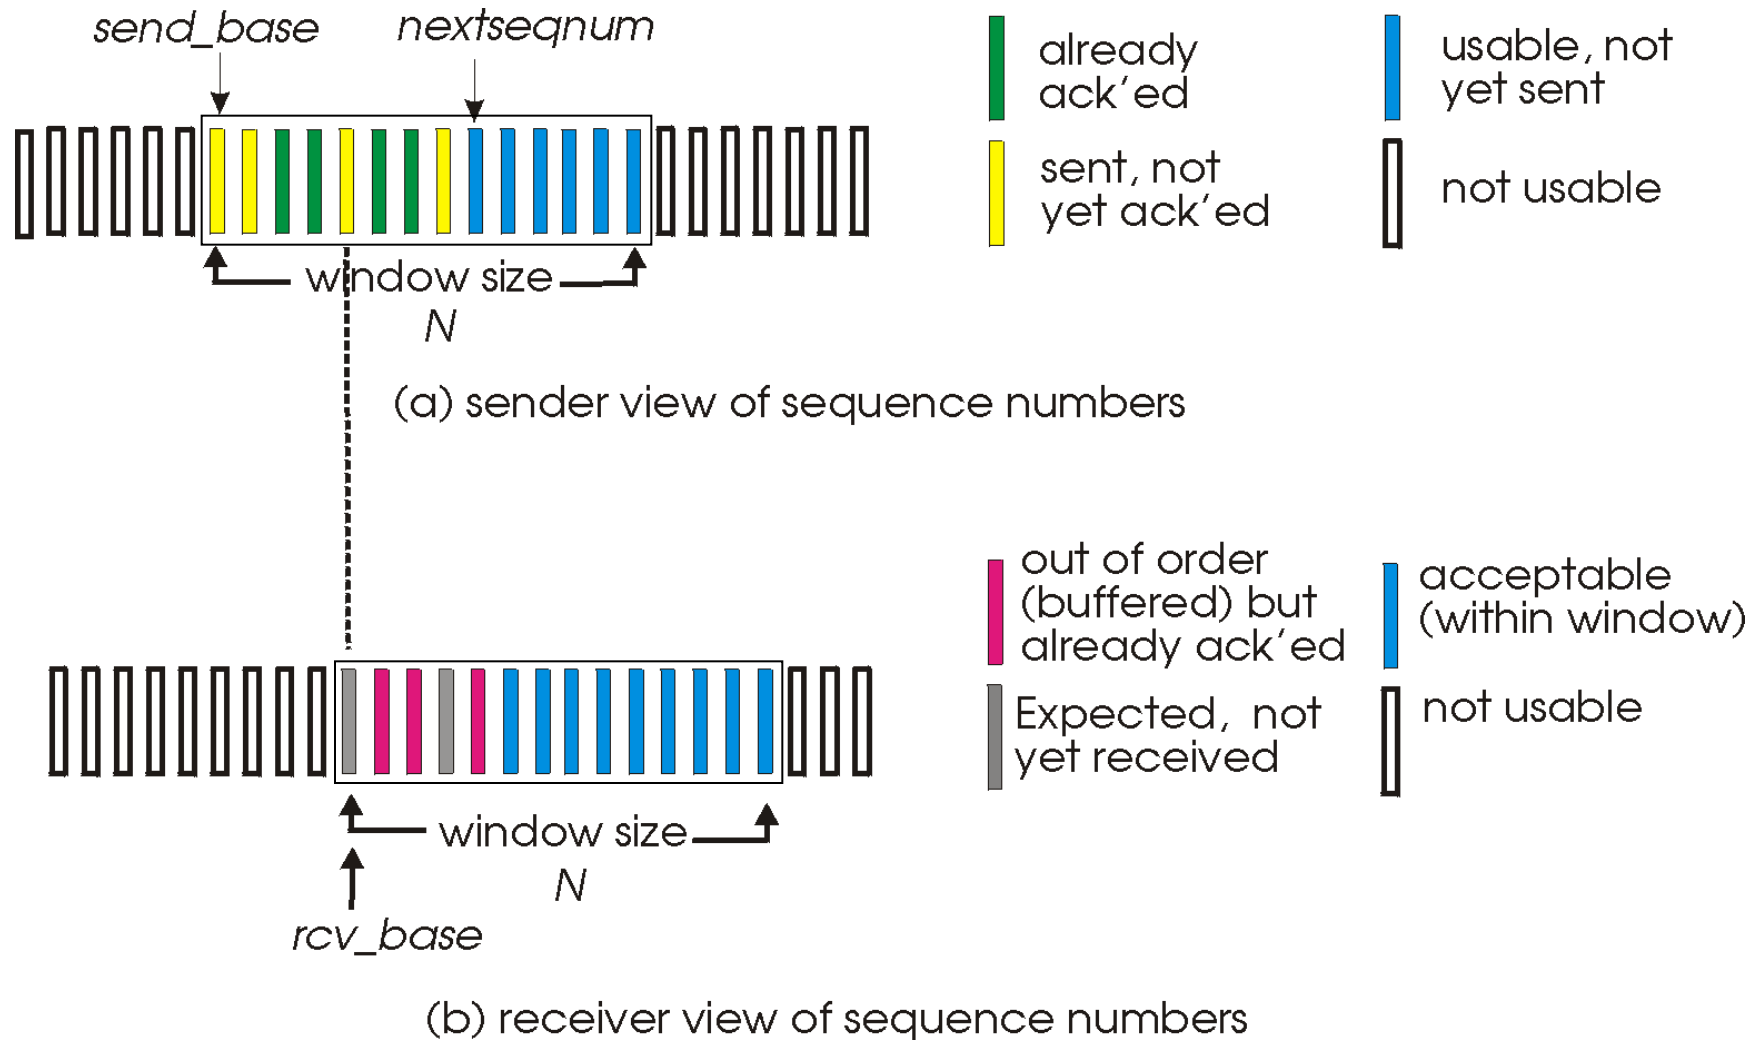 send_base
nextseqnum
already
ack'ed
usable, not
yet sent
sent, not
yet ack'ed
not usable
window size
N
(a) sender view of sequence numbers
out of order
(buffered) but
already ack'ed
acceptable
(within window)
Expected, not
yet received
not usable
window size
N
rcv_base
(b) receiver view of sequence numbers